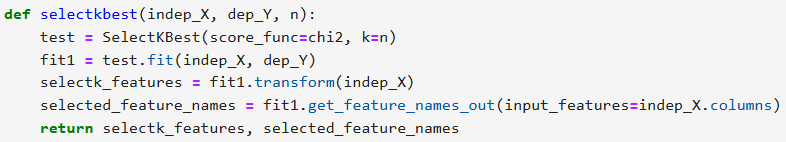 def selectkbest(indep_X, dep_Y, n):
    test = SelectKBest(score_func=chi2, k=n)
    fit1 = test.fit(indep_X, dep_Y)
    selectk_features = fit1.transform(indep_X)
    selected_feature_names = fit1.get_feature_names_out(input_features=indep_X.columns)
    return selectk_features, selected_feature_names